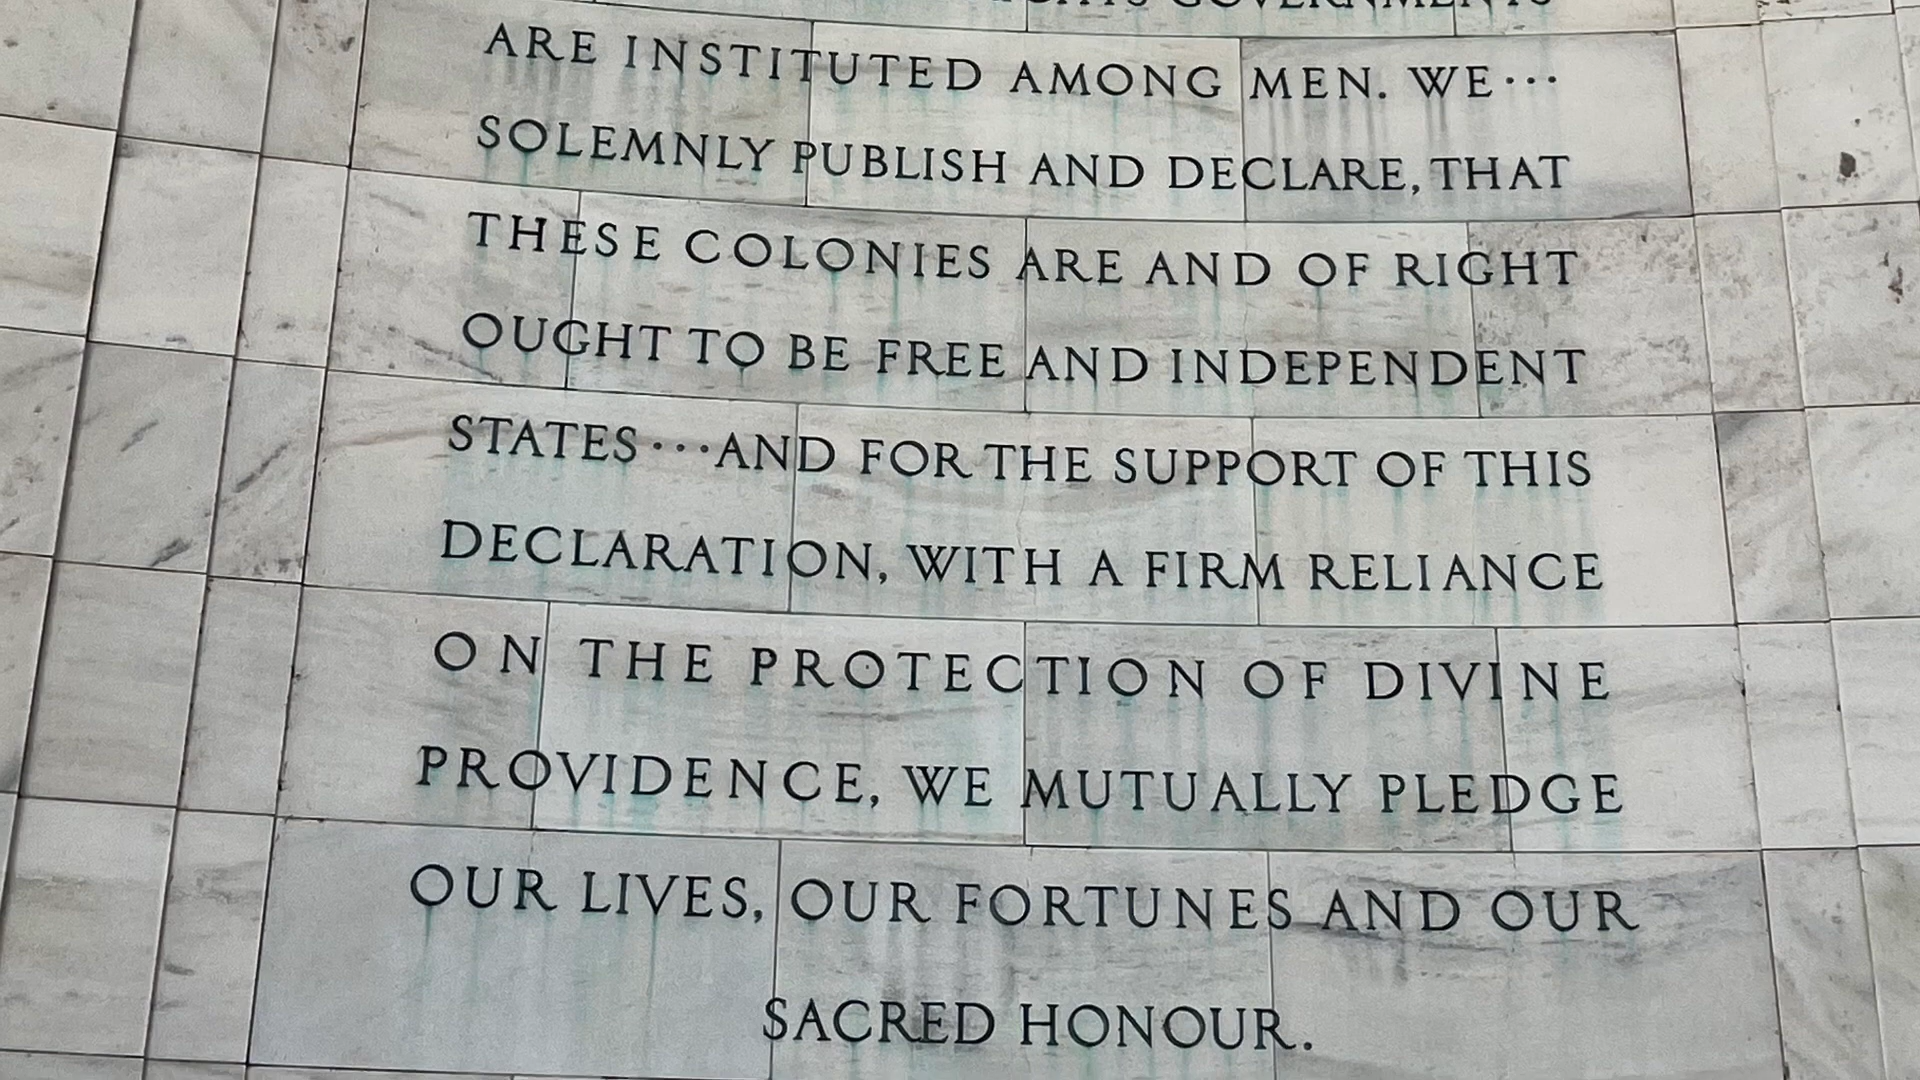 GOVERNMENTS
ARE INSTITUTED AMONG MEN. WE···
SOLEMNLY PUBLISH AND DECLARE, THAT
THESE COLONIES ARE AND OF RIGHT
OUGHT TO BE FREE AND INDEPENDENT
STATES···AND FOR THE SUPPORT OF THIS
DECLARATION, WITH A FIRM RELIANCE
ON THE PROTECTION OF DIVINE
PROVIDENCE, WE MUTUALLY PLEDGE
OUR LIVES, OUR FORTUNES AND OUR
SACRED HONOUR.